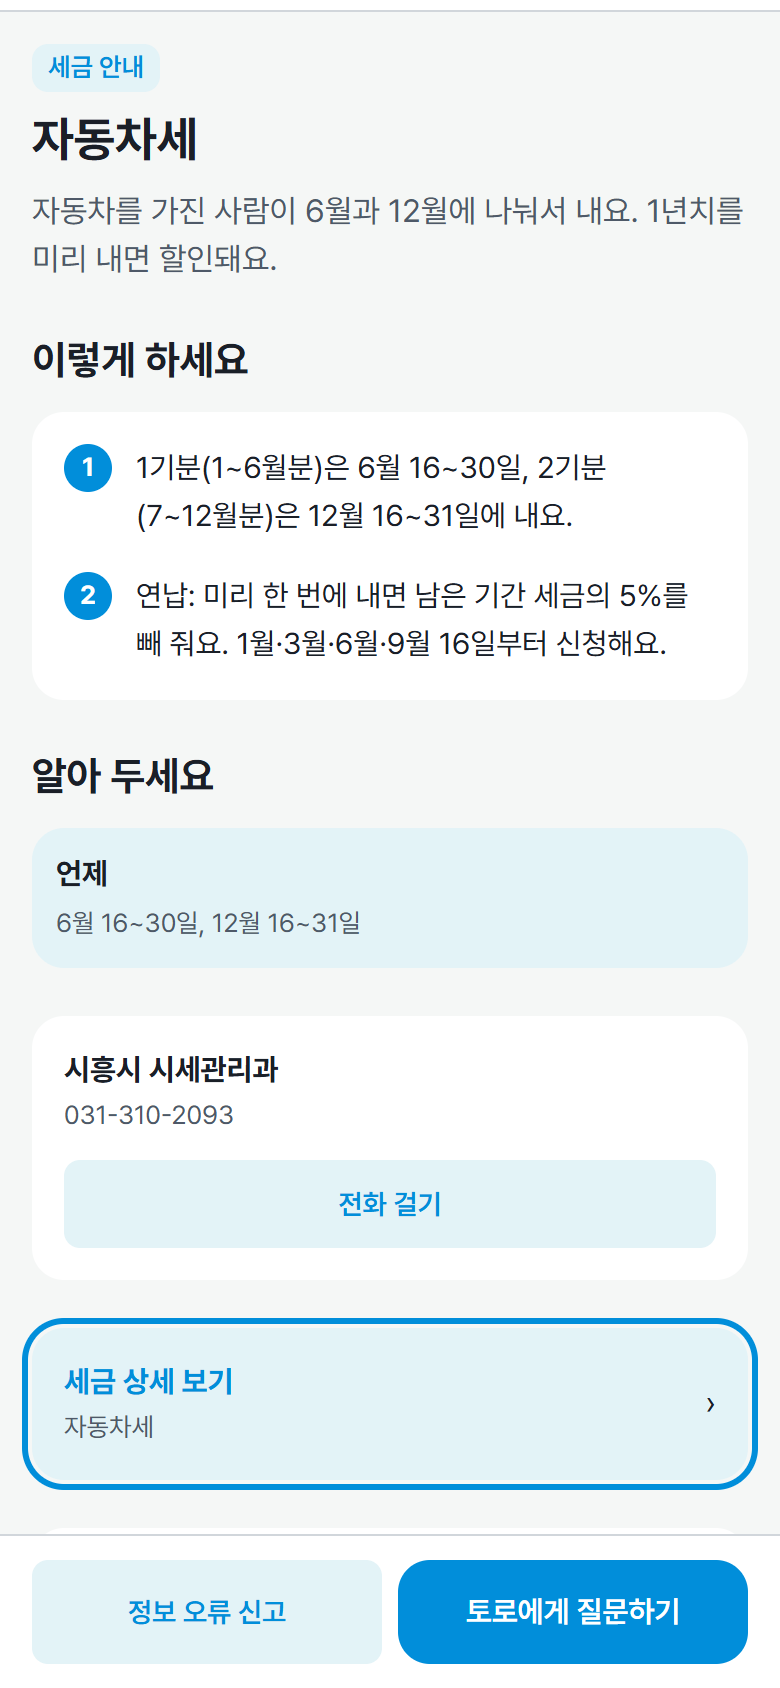 세금 안내
자동차세
자동차를 가진 사람이 6월과 12월에 나눠서 내요. 1년치를
미리 내면 할인돼요.
이렇게 하세요
1 1기분(1~6월분)은 6월 16~30일, 2기분
(7~12월분)은 12월 16~31일에 내요.
2 연납: 미리 한 번에 내면 남은 기간 세금의 5%를
빼 줘요. 1월·3월·6월·9월 16일부터 신청해요.
알아 두세요
언제
6월 16~30일, 12월 16~31일
시흥시 시세관리과
031-310-2093
전화 걸기
세금 상세 보기
자동차세
›
정보 오류 신고
토로에게 질문하기